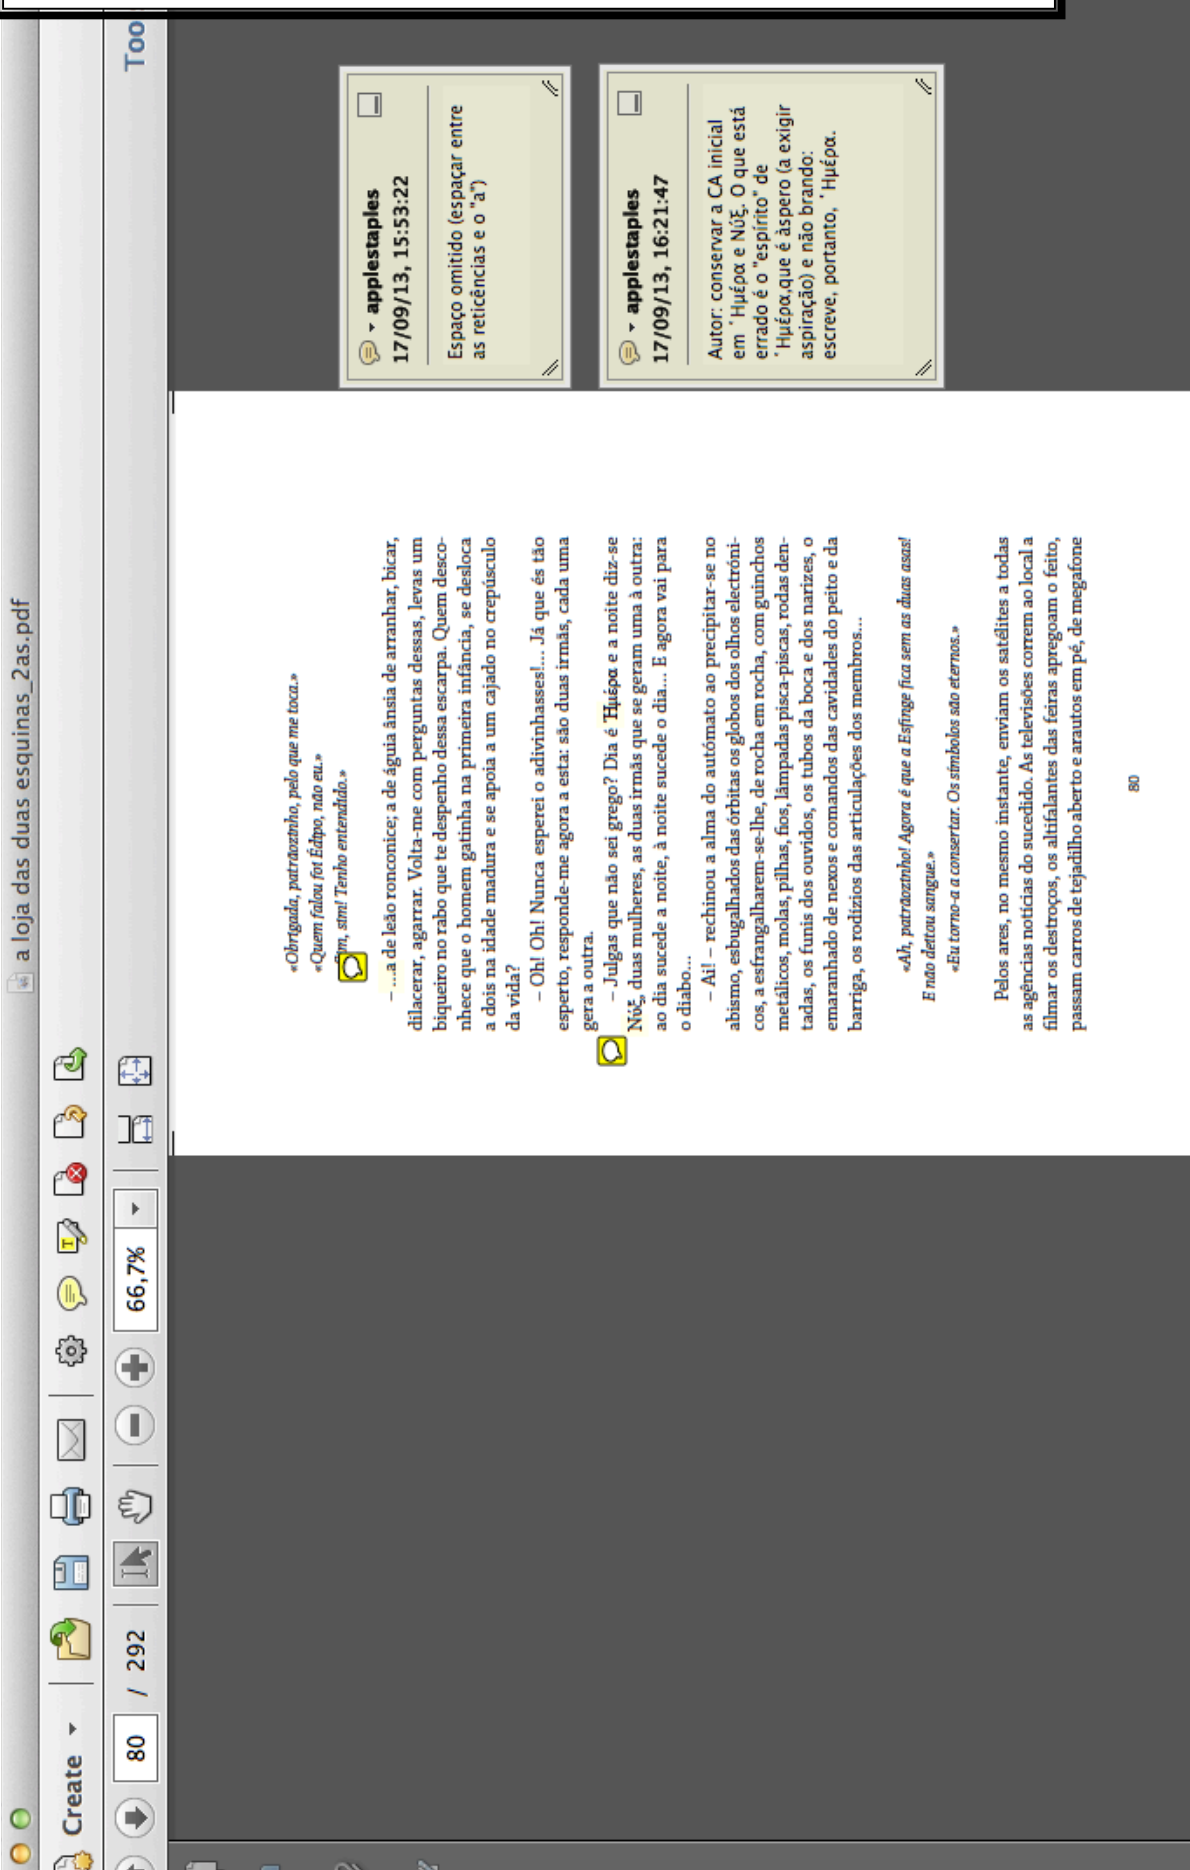 a loja das duas esquinas_2as.pdf
Create
80 / 292
66,7%
Too
«Obrigada, patrãozinho, pelo que me toca.»
«Quem falou foi Édipo, não eu.»
sim! Tenho entendido.»
– ...a de leão ronconice; a de águia ânsia de arranhar, bicar,
dilacerar, agarrar. Volta-me com perguntas dessas, levas um
biqueiro no rabo que te despenho dessa escarpa. Quem desco-
nhece que o homem gatinha na primeira infância, se desloca
a dois na idade madura e se apoia a um cajado no crepúsculo
da vida?
– Oh! Oh! Nunca esperei o adivinhasses!... Já que és tão
esperto, responde-me agora a esta: são duas irmãs, cada uma
gera a outra.
– Julgas que não sei grego? Dia é Ἡμέρα e a noite diz-se
Νύξ, duas mulheres, as duas irmãs que se geram uma à outra:
ao dia sucede a noite, à noite sucede o dia... E agora vai para
o diabo...
– Ai! – rechinou a alma do autómato ao precipitar-se no
abismo, esbugalhados das órbitas os globos dos olhos electróni-
cos, a esfrangalharem-se-lhe, de rocha em rocha, com guinchos
metálicos, molas, pilhas, fios, lâmpadas pisca-piscas, rodas den-
tadas, os funis dos ouvidos, os tubos da boca e dos narizes, o
emaranhado de nexos e comandos das cavidades do peito e da
barriga, os rodízios das articulações dos membros...
«Ah, patrãozinho! Agora é que a Esfinge fica sem as duas asas!
E não deitou sangue.»
«Eu torno-a a consertar. Os símbolos são eternos.»
Pelos ares, no mesmo instante, enviam os satélites a todas
as agências notícias do sucedido. As televisões correm ao local a
filmar os destroços, os altifalantes das feiras apregoam o feito,
passam carros de tejadilho aberto e arautos em pé, de megafone
80
applestaples
17/09/13, 15:53:22
Espaço omitido (espaçar entre
as reticências e o "a")
applestaples
17/09/13, 16:21:47
Autor: conservar a CA inicial
em ῾Ημέρα e Νύξ. O que está
errado é o "espírito" de
῾Ημέρα,que é àspero (a exigir
aspiração) e não brando:
escreve, portanto, ῾Ημέρα.